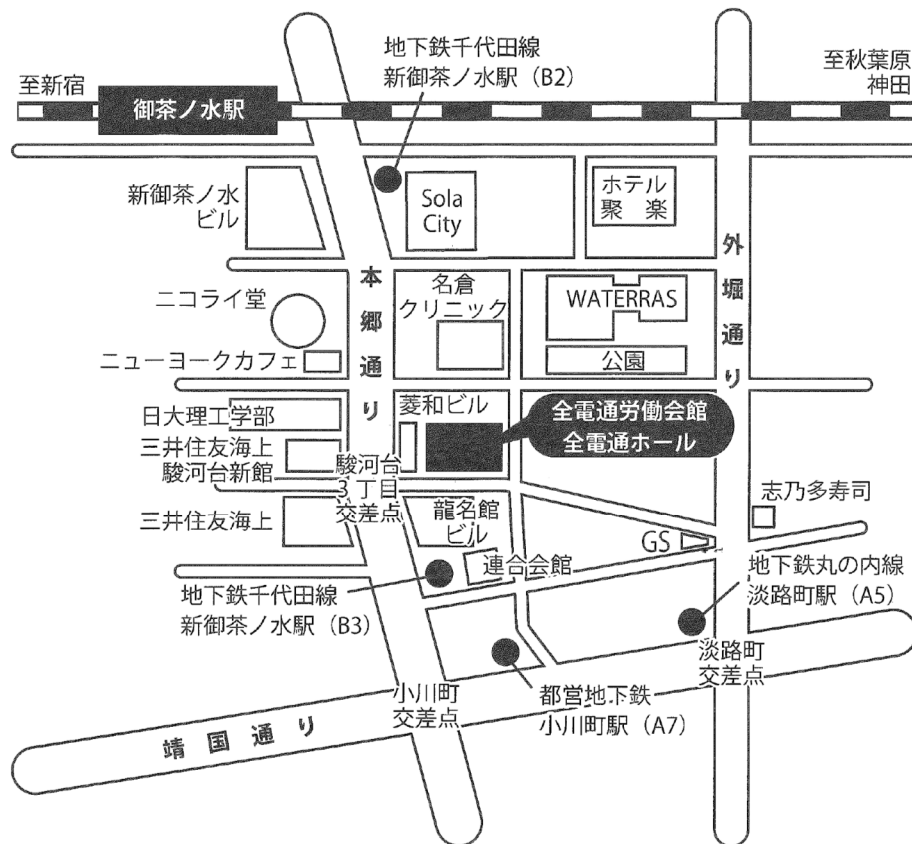 地下鉄千代田線
新御茶ノ水駅（B2）
至新宿
至秋葉原
神田
御茶ノ水駅
新御茶ノ水
ビル
Sola
City
ホテル
聚　楽
外堀通り
本郷通り
ニコライ堂
名倉
クリニック
WATERRAS
ニューヨークカフェ
公園
日大理工学部
菱和ビル
全電通労働会館
全電通ホール
三井住友海上
駿河台新館
駿河台
3丁目
交差点
三井住友海上
龍名館
ビル
志乃多寿司
GS
連合会館
地下鉄千代田線
新御茶ノ水駅（B3）
地下鉄丸の内線
淡路町駅（A5）
淡路町
交差点
小川町
交差点
都営地下鉄
小川町駅（A7）
靖国通り